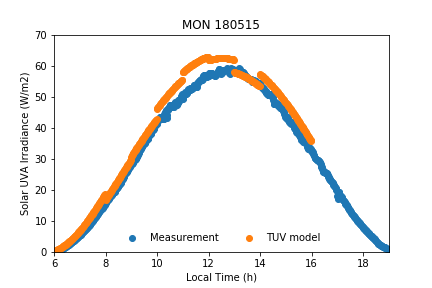 MON 180515
Solar UVA Irradiance (W/m2)
70
60
50
40
30
20
10
0
Measurement
TUV model
6 8 10 12 14 16 18
Local Time (h)